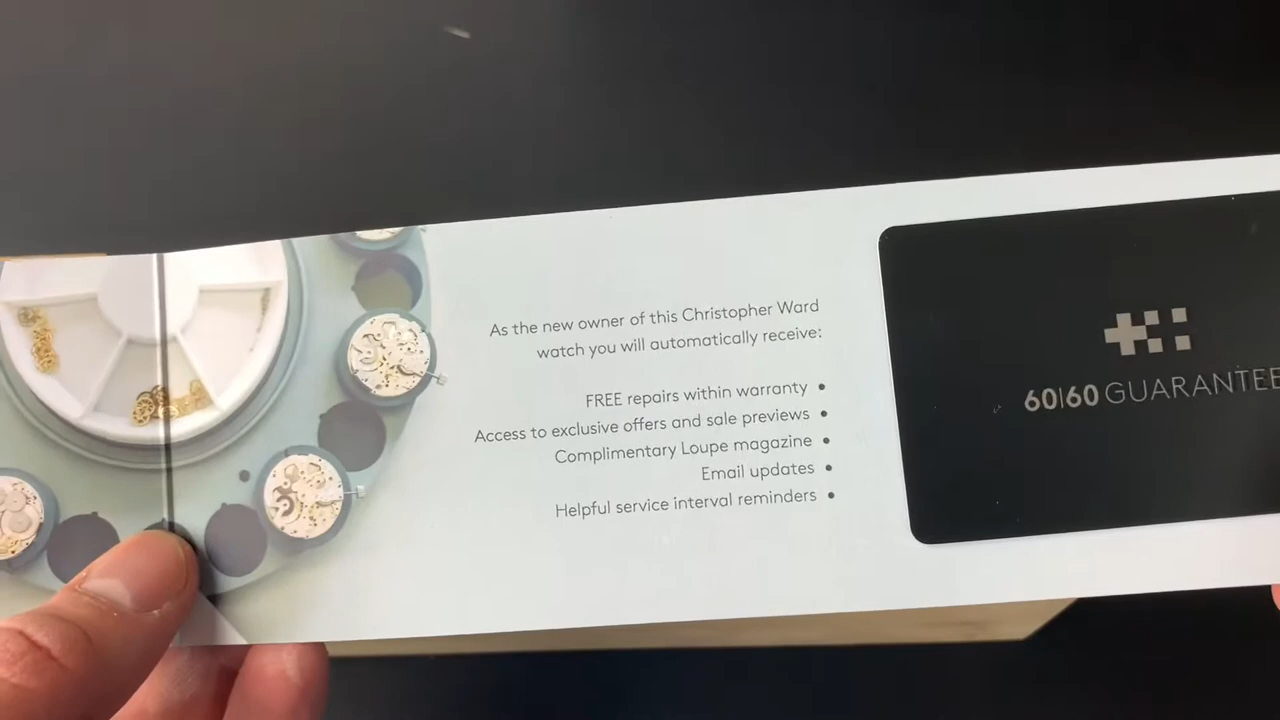 As the new owner of this Christopher Ward
watch you will automatically receive:
FREE repairs within warranty •
Access to exclusive offers and sale previews •
Complimentary Loupe magazine •
Email updates •
Helpful service interval reminders •
60|60 GUARANTEE